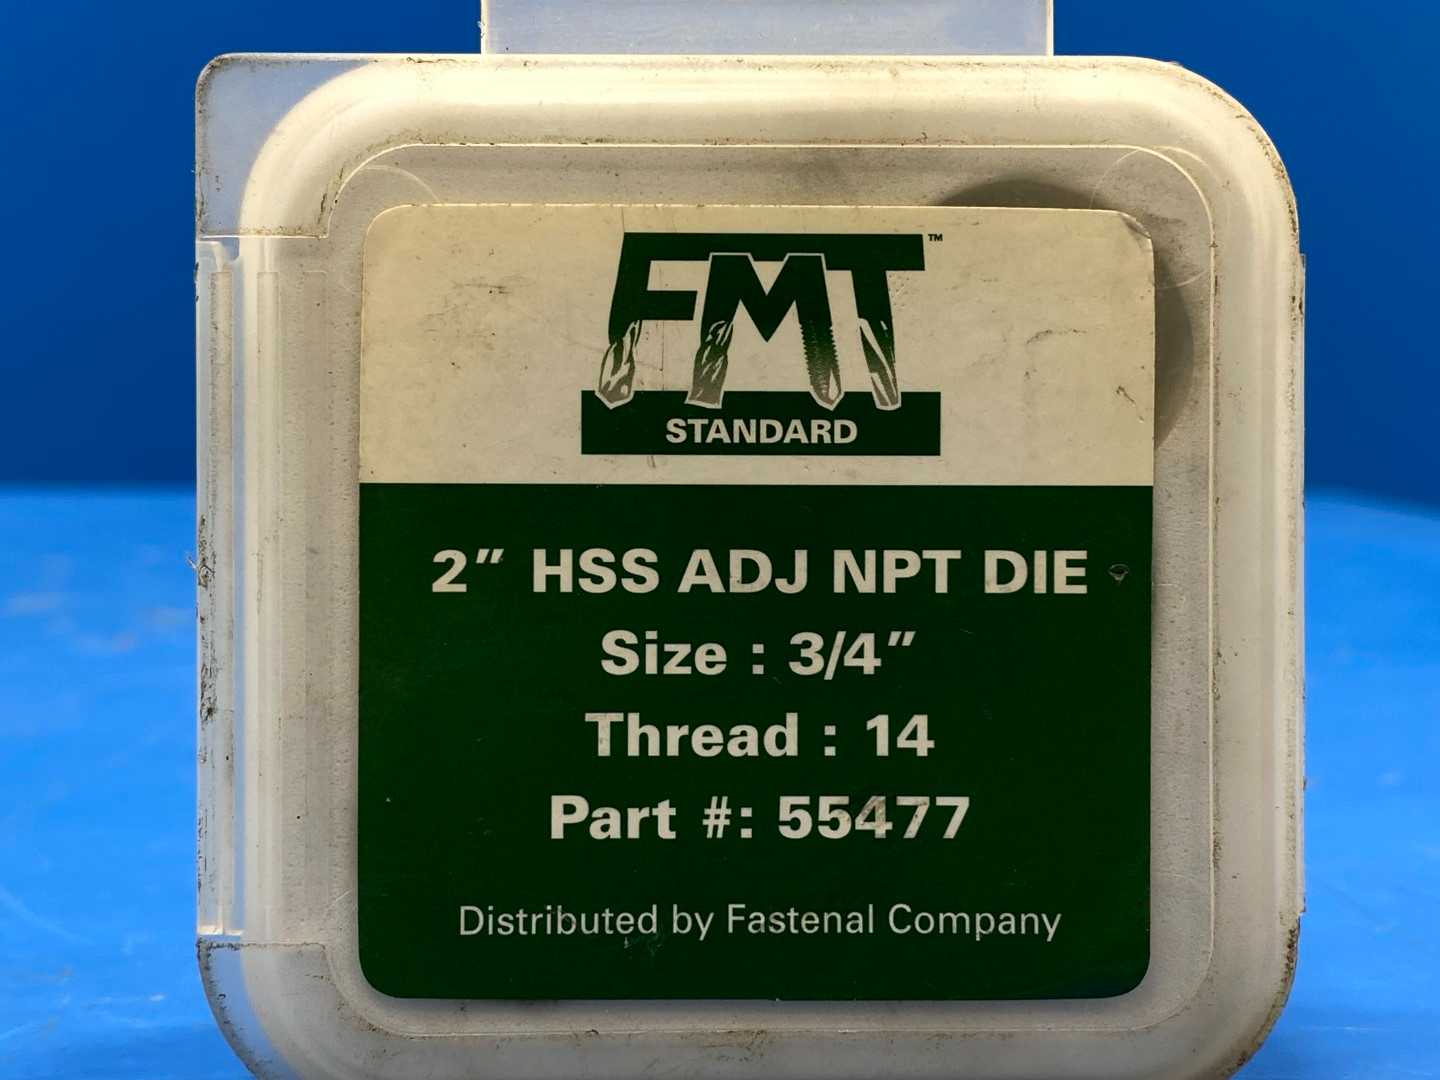 FMT™
STANDARD
2" HSS ADJ NPT DIE
Size : 3/4"
Thread : 14
Part #: 55477
Distributed by Fastenal Company